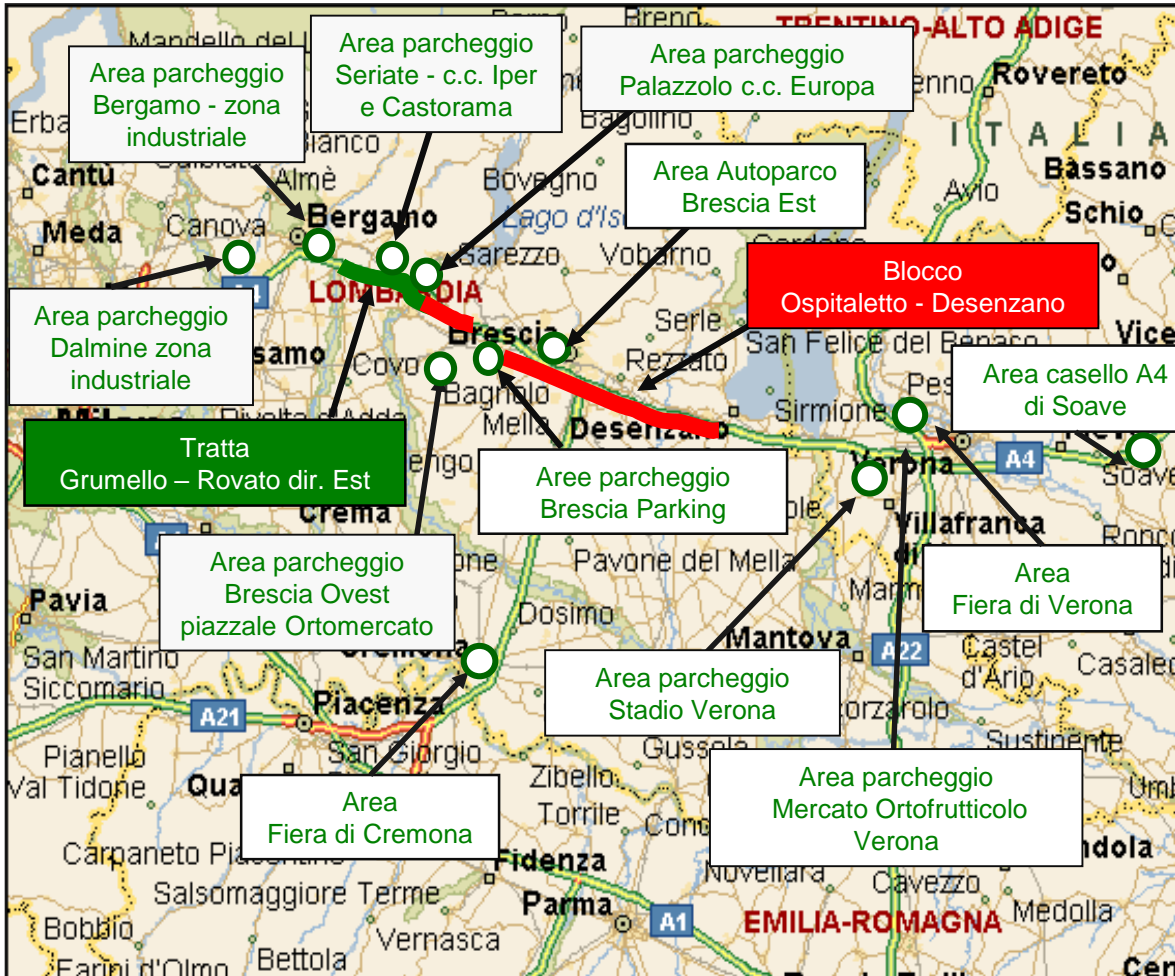 TRENTINO-ALTO ADIGE
Breno
Mandello del
Area parcheggio
Bergamo - zona
industriale
Area parcheggio
Seriate - c.c. Iper
e Castorama
Area parcheggio
Palazzolo c.c. Europa
Rovereto
Bagolino
ITALIA
Bassano
Cantù
Almè
Bovegno
Area Autoparco
Brescia Est
Avio
Schio
Meda
Canova
Bergamo
Lago d'Is
Sarezzo
Vobarno
Blocco
Ospitaletto - Desenzano
LOMBARDIA
Area parcheggio
Dalmine zona
industriale
Brescia
Serle
San Felice del Benaco
Vice
Covo
Rezzato
Area casello A4
di Soave
Bagnolo
Mella
Sirmione
Desenzano
Tratta
Grumello – Rovato dir. Est
Aree parcheggio
Brescia Parking
Verona
A4
Soave
Crema
Villafranca
Area parcheggio
Brescia Ovest
piazzale Ortomercato
Pavone del Mella
Area
Fiera di Verona
Pavia
Dosimo
Mantova
A22
Castel
d'Ario
San Martino
Siccomario
Area parcheggio
Stadio Verona
A21
Piacenza
San Giorgio
Gussola
Sustinente
Pianello
Val Tidone
Zibello
Area
Fiera di Cremona
Torrile
Area parcheggio
Mercato Ortofrutticolo
Verona
Carpaneto Piacentino
Fidenza
Novellara
Cavezzo
Salsomaggiore Terme
Parma
A1
EMILIA-ROMAGNA
Medolla
Bobbio
Vernasca
Bettola
Farini d'Olmo